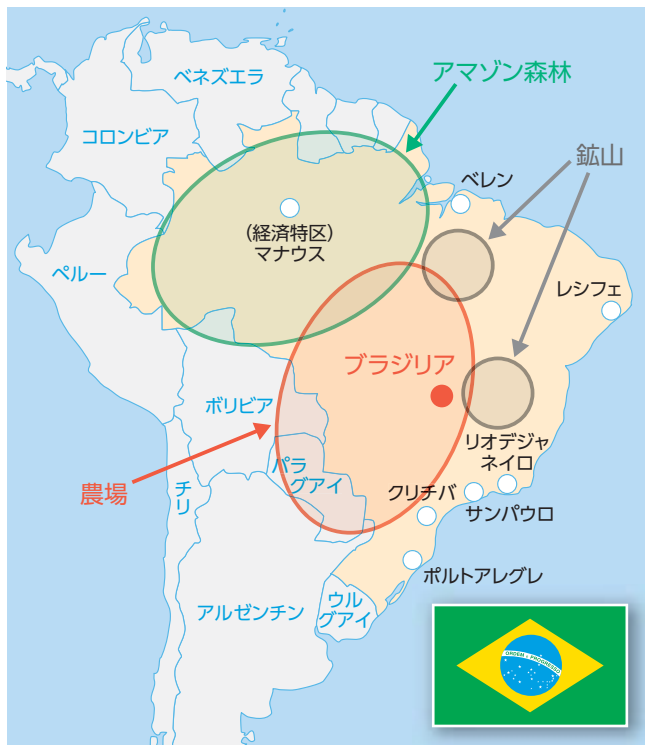 ベネズエラ
アマゾン森林
コロンビア
鉱山
ベレン
(経済特区)
マナウス
ペルー
レシフェ
ブラジリア
ボリビア
リオデジャ
ネイロ
パラ
グアイ
農場
チリ
クリチバ
サンパウロ
ポルトアレグレ
アルゼンチン
ウル
グアイ
ORDEM E PROGRESSO